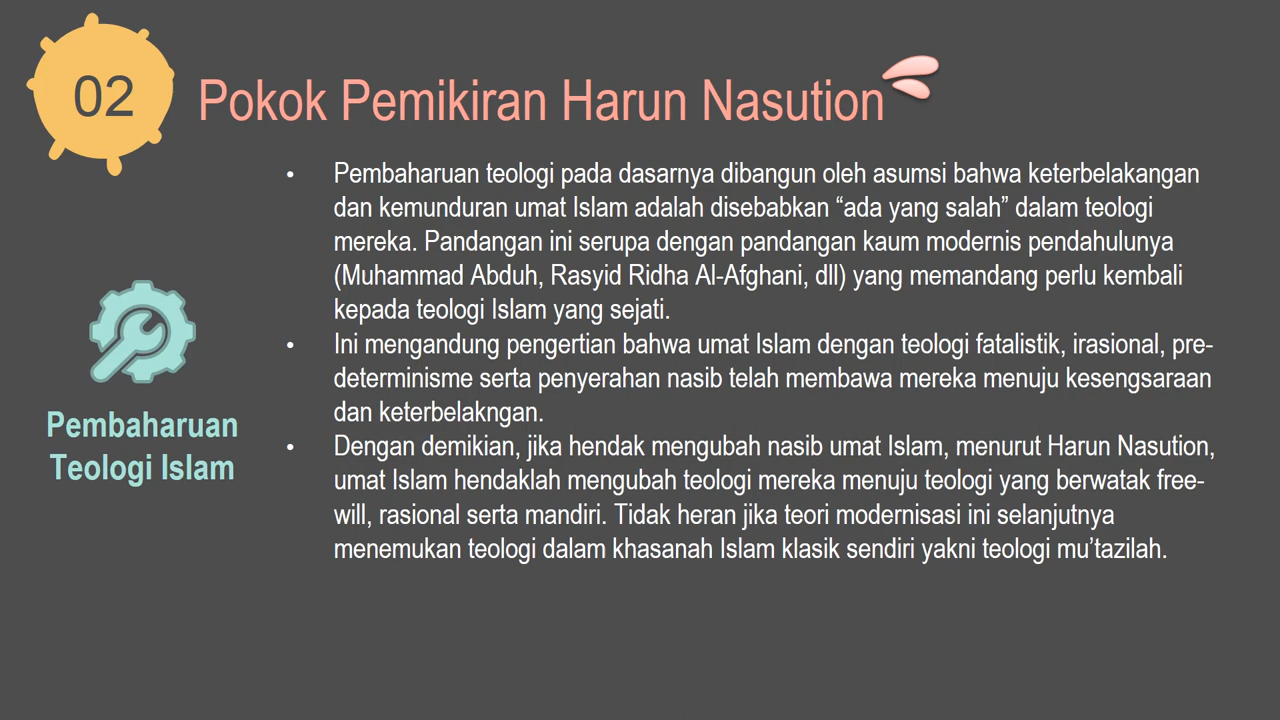 02
Pokok Pemikiran Harun Nasution
• Pembaharuan teologi pada dasarnya dibangun oleh asumsi bahwa keterbelakangan
dan kemunduran umat Islam adalah disebabkan “ada yang salah” dalam teologi
mereka. Pandangan ini serupa dengan pandangan kaum modernis pendahulunya
(Muhammad Abduh, Rasyid Ridha Al-Afghani, dll) yang memandang perlu kembali
kepada teologi Islam yang sejati.
• Ini mengandung pengertian bahwa umat Islam dengan teologi fatalistik, irasional, pre-
determinisme serta penyerahan nasib telah membawa mereka menuju kesengsaraan
dan keterbelakngan.
• Dengan demikian, jika hendak mengubah nasib umat Islam, menurut Harun Nasution,
umat Islam hendaklah mengubah teologi mereka menuju teologi yang berwatak free-
will, rasional serta mandiri. Tidak heran jika teori modernisasi ini selanjutnya
menemukan teologi dalam khasanah Islam klasik sendiri yakni teologi mu’tazilah.
Pembaharuan
Teologi Islam